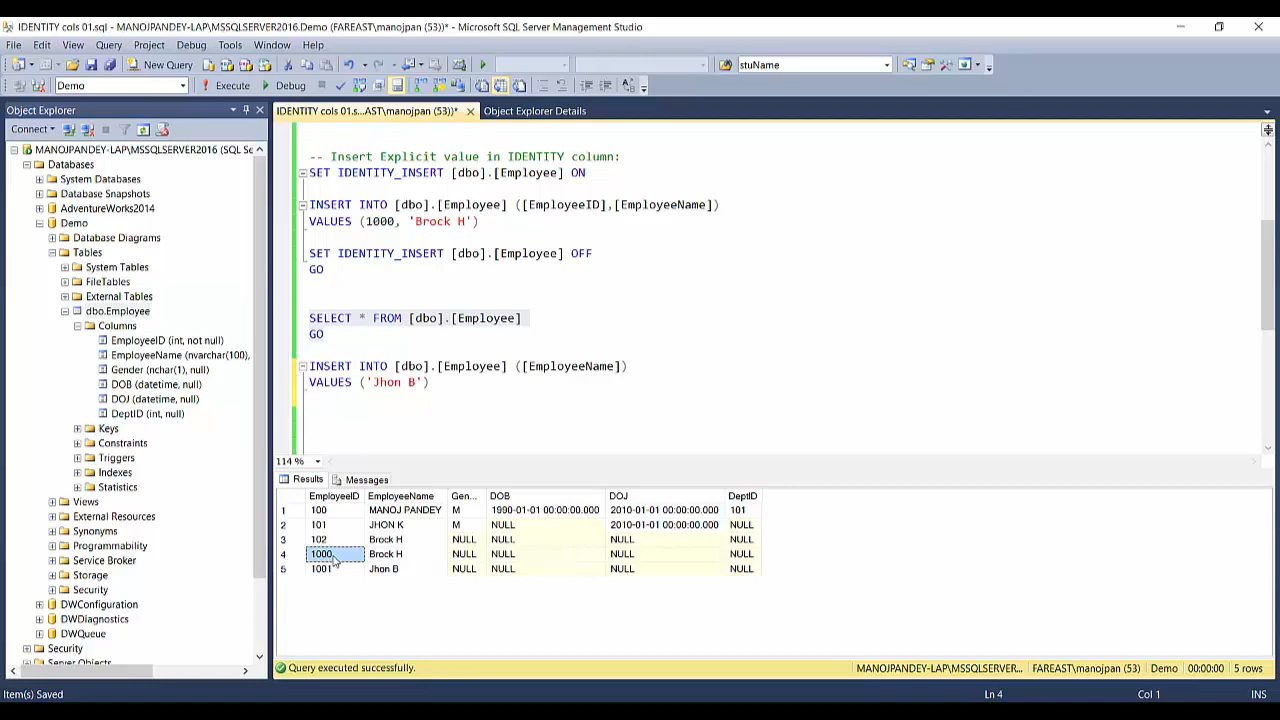 IDENTITY cols 01.sql - MANOJPANDEY-LAP\MSSQLSERVER2016.Demo (FAREAST\manojpan (53))* - Microsoft SQL Server Management Studio
File Edit View Query Project Debug Tools Window Help
New Query stuName
Demo Execute Debug
Object Explorer
IDENTITY cols 01.s...AST\manojpan (53))* Object Explorer Details
Connect
MANOJPANDEY-LAP\MSSQLSERVER2016 (SQL Se
Databases
System Databases
Database Snapshots
AdventureWorks2014
Demo
Database Diagrams
Tables
System Tables
FileTables
External Tables
dbo.Employee
Columns
EmployeeID (int, not null)
EmployeeName (nvarchar(100),
Gender (nchar(1), null)
DOB (datetime, null)
DOJ (datetime, null)
DeptID (int, null)
Keys
Constraints
Triggers
Indexes
Statistics
Views
External Resources
Synonyms
Programmability
Service Broker
Storage
Security
DWConfiguration
DWDiagnostics
DWQueue
Security
Server Objects
-- Insert Explicit value in IDENTITY column:
SET IDENTITY_INSERT [dbo].[Employee] ON
INSERT INTO [dbo].[Employee] ([EmployeeID],[EmployeeName])
VALUES (1000, 'Brock H')
SET IDENTITY_INSERT [dbo].[Employee] OFF
GO
SELECT * FROM [dbo].[Employee]
GO
INSERT INTO [dbo].[Employee] ([EmployeeName])
VALUES ('Jhon B')
114 %
Results Messages
EmployeeID EmployeeName Gen... DOB DOJ DeptID
1 100 MANOJ PANDEY M 1990-01-01 00:00:00.000 2010-01-01 00:00:00.000 101
2 101 JHON K M NULL 2010-01-01 00:00:00.000 NULL
3 102 Brock H NULL NULL NULL NULL
4 1000 Brock H NULL NULL NULL NULL
5 1001 Jhon B NULL NULL NULL NULL
Query executed successfully. MANOJPANDEY-LAP\MSSQLSERVER... FAREAST\manojpan (53) Demo 00:00:00 5 rows
Item(s) Saved Ln 4 Col 1 INS